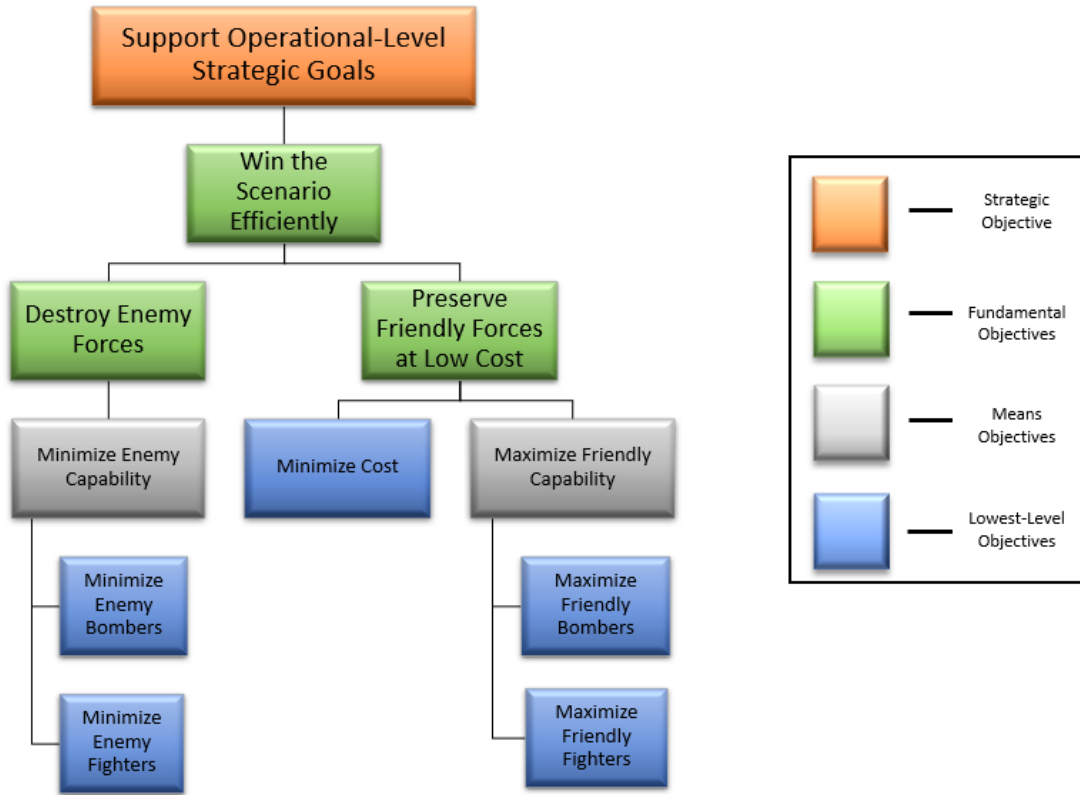 Support Operational-Level
Strategic Goals
Win the
Scenario
Efficiently
Destroy Enemy
Forces
Preserve
Friendly Forces
at Low Cost
Minimize Enemy
Capability
Minimize Cost
Maximize Friendly
Capability
Minimize
Enemy
Bombers
Maximize
Friendly
Bombers
Minimize
Enemy
Fighters
Maximize
Friendly
Fighters
Strategic
Objective
Fundamental
Objectives
Means
Objectives
Lowest-Level
Objectives